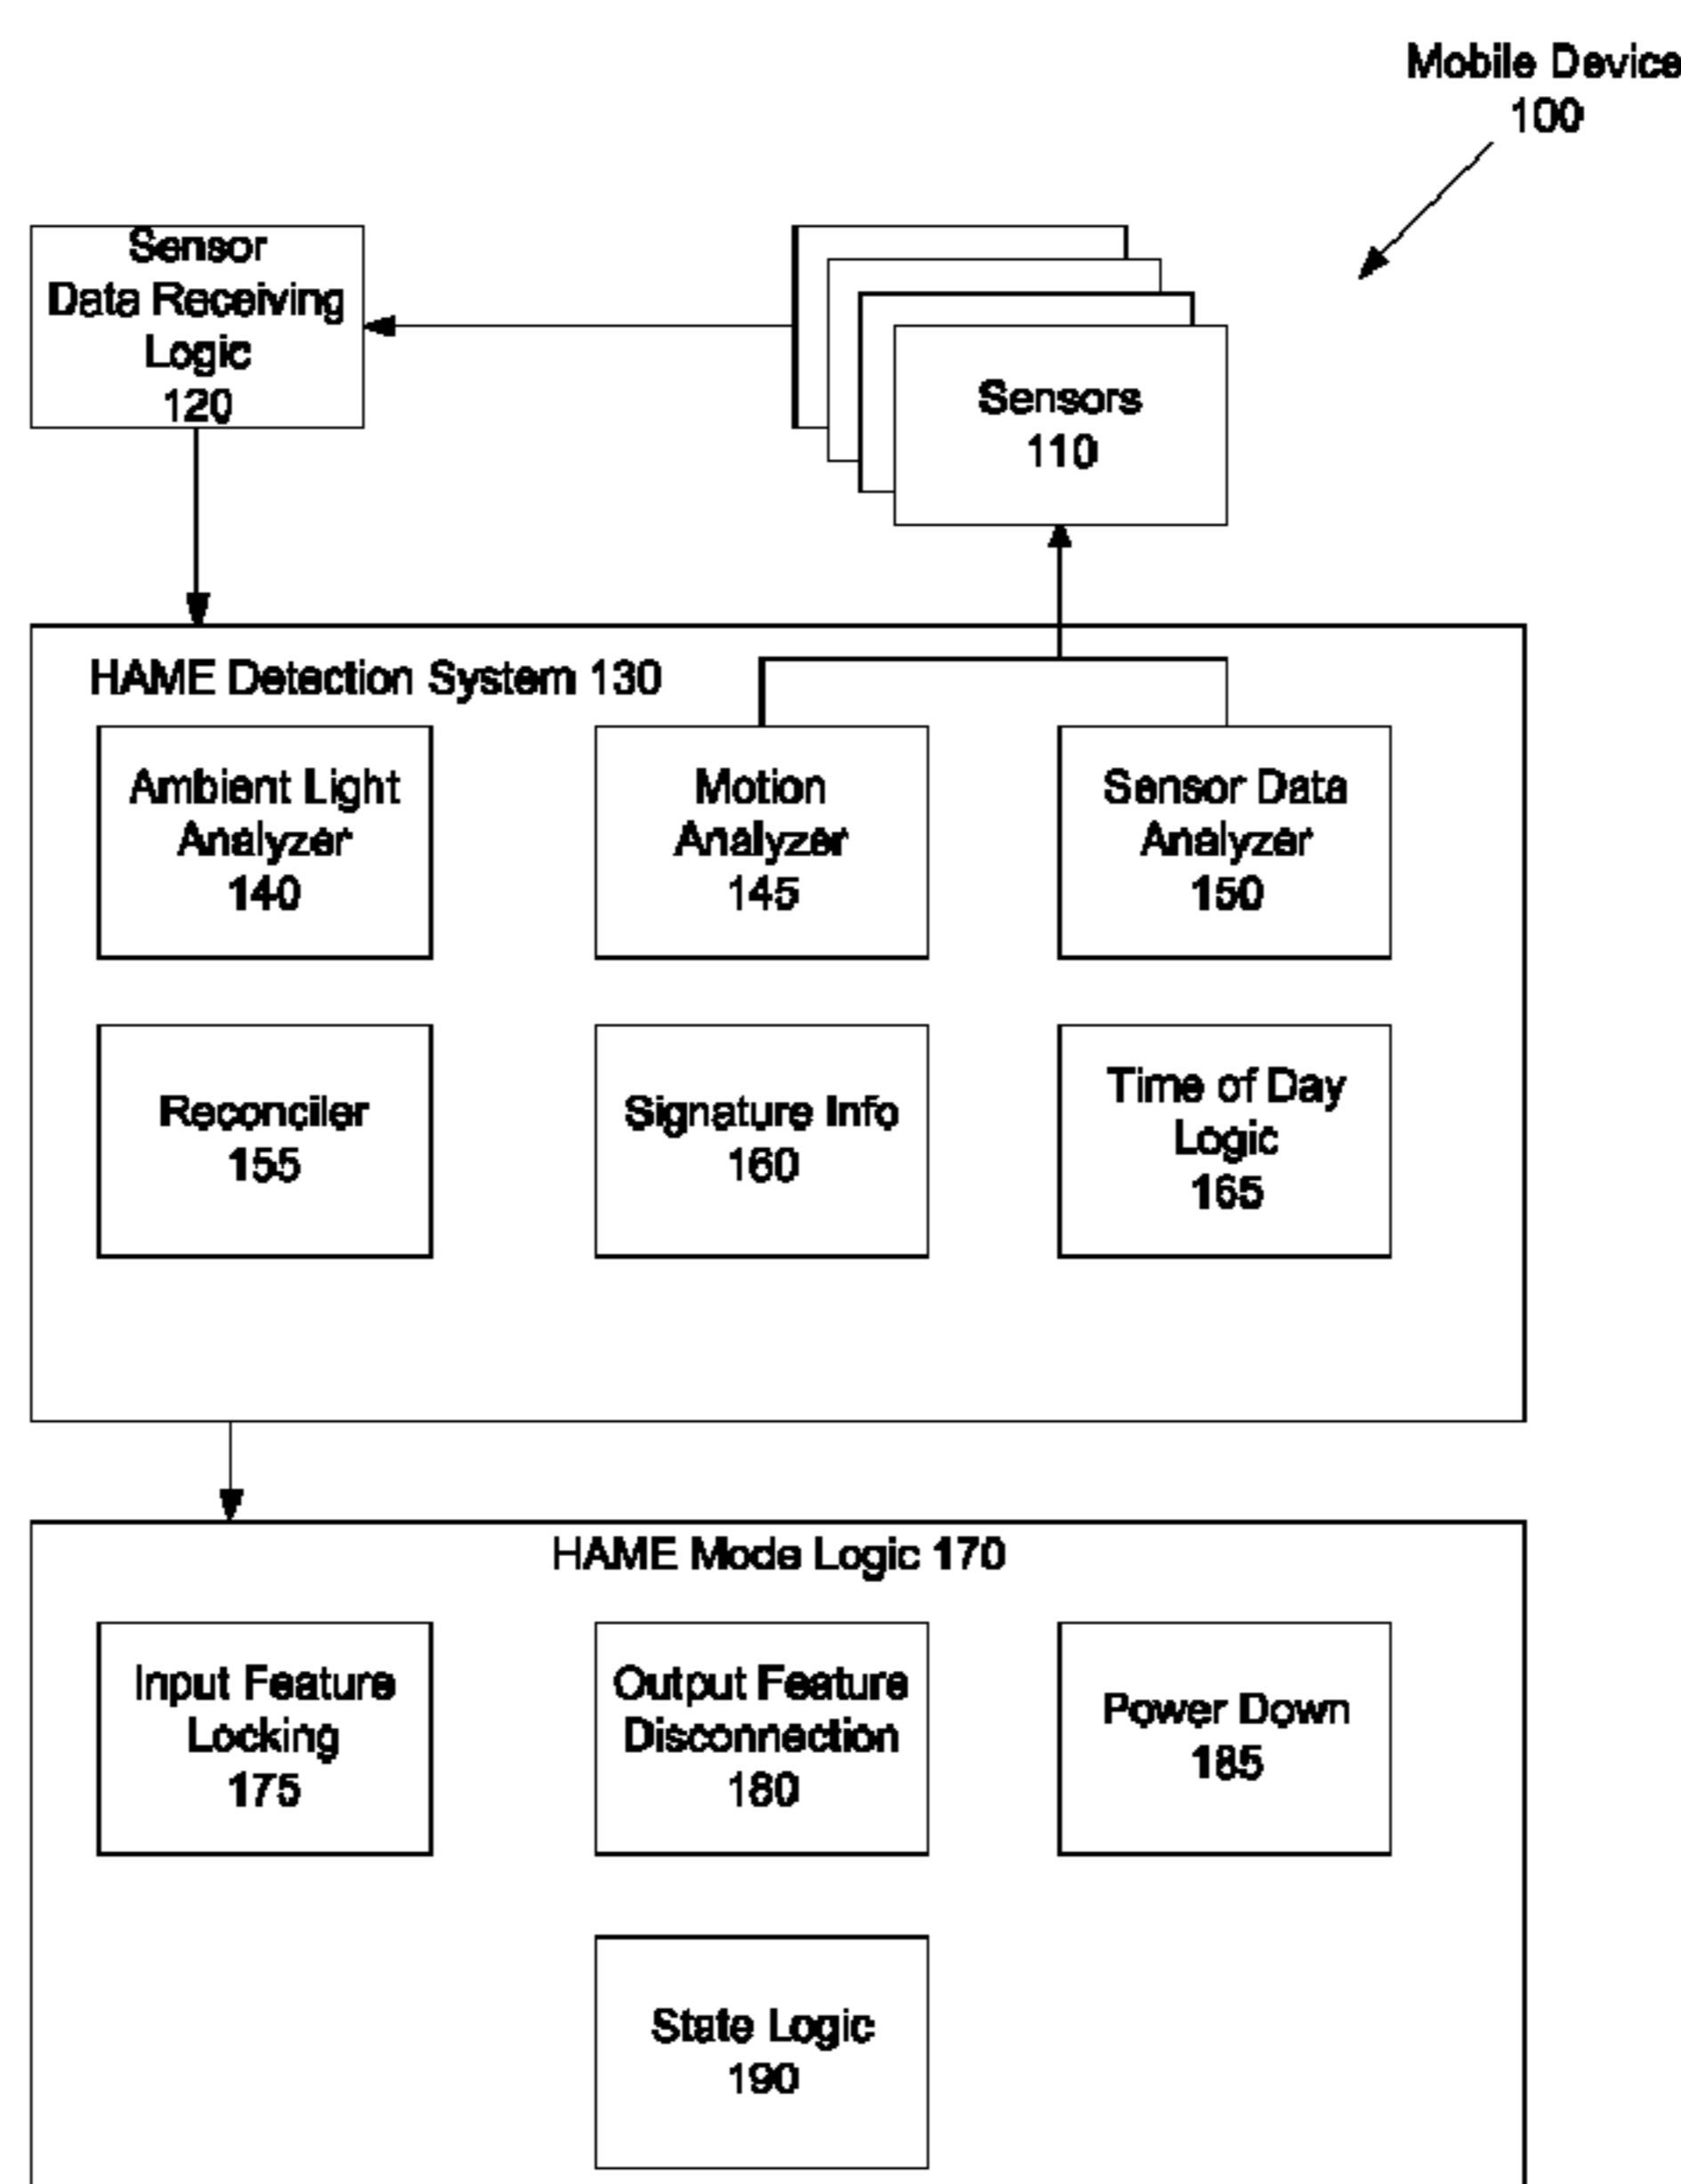 Mobile Device
100
Sensor
Data Receiving
Logic
120
Sensors
110
HAME Detection System 130
Ambient Light
Analyzer
140
Motion
Analyzer
145
Sensor Data
Analyzer
150
Reconciler
155
Signature Info
160
Time of Day
Logic
165
HAME Mode Logic 170
Input Feature
Locking
175
Output Feature
Disconnection
180
Power Down
185
State Logic
190